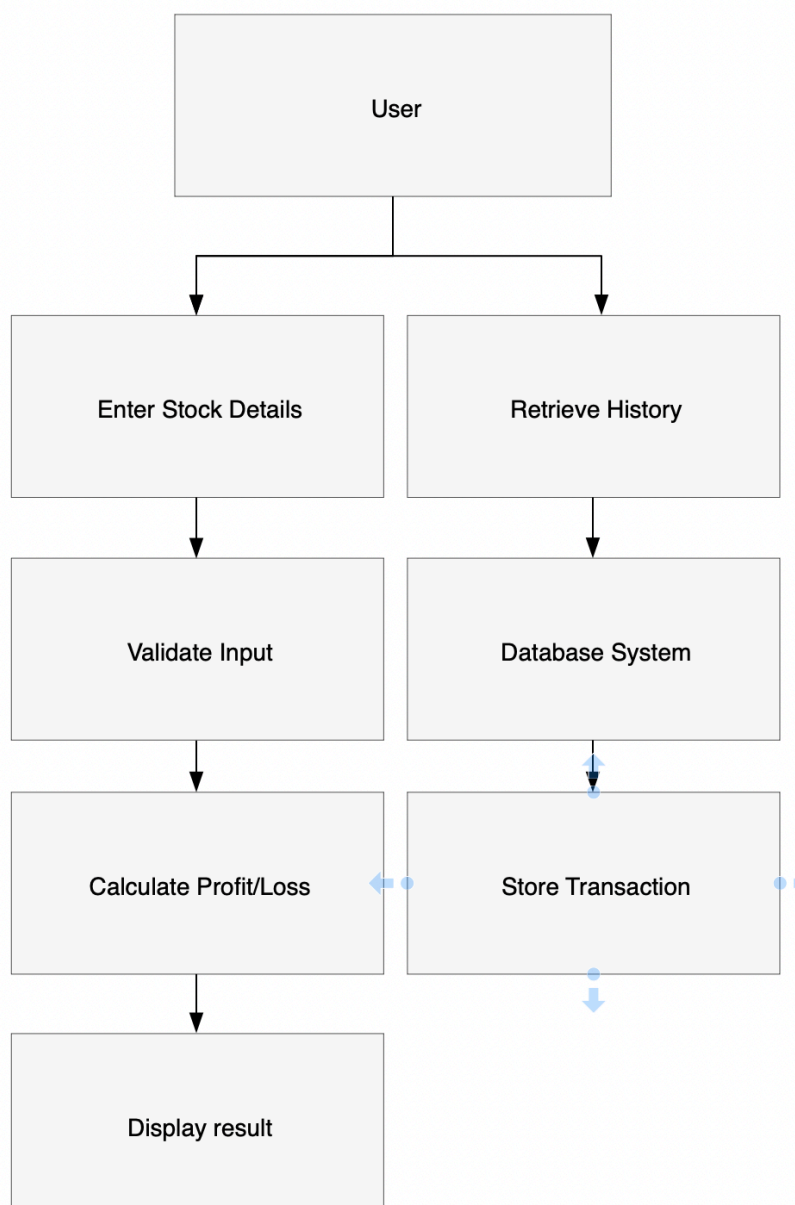 User
Enter Stock Details
Retrieve History
Validate Input
Database System
Calculate Profit/Loss
Store Transaction
Display result